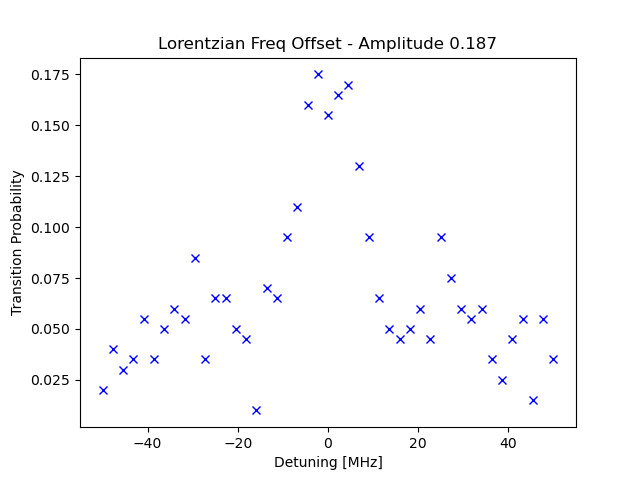 Lorentzian Freq Offset - Amplitude 0.187
0.175
0.150
0.125
0.100
0.075
0.050
0.025
Transition Probability
−40 −20 0 20 40
Detuning [MHz]